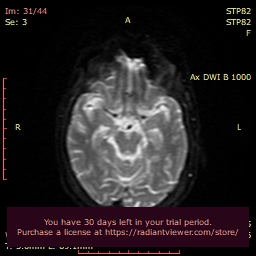 Im: 31/44
Se: 3
STP82
STP82
F
A
Ax DWI B 1000
R
L
You have 30 days left in your trial period.
Purchase a license at https://radiantviewer.com/store/